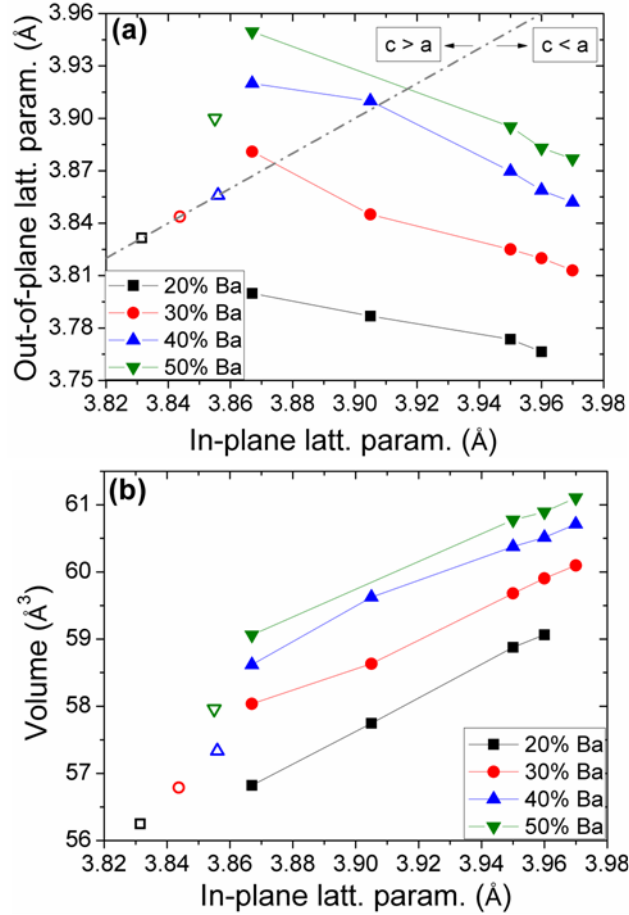 (a)
c > a
c < a
Out-of-plane latt. param. (Å)
3.96
3.93
3.90
3.87
3.84
3.81
3.78
3.75
20% Ba
30% Ba
40% Ba
50% Ba
3.82 3.84 3.86 3.88 3.90 3.92 3.94 3.96 3.98
In-plane latt. param. (Å)
(b)
Volume (Å³)
61
60
59
58
57
56
20% Ba
30% Ba
40% Ba
50% Ba
3.82 3.84 3.86 3.88 3.90 3.92 3.94 3.96 3.98
In-plane latt. param. (Å)